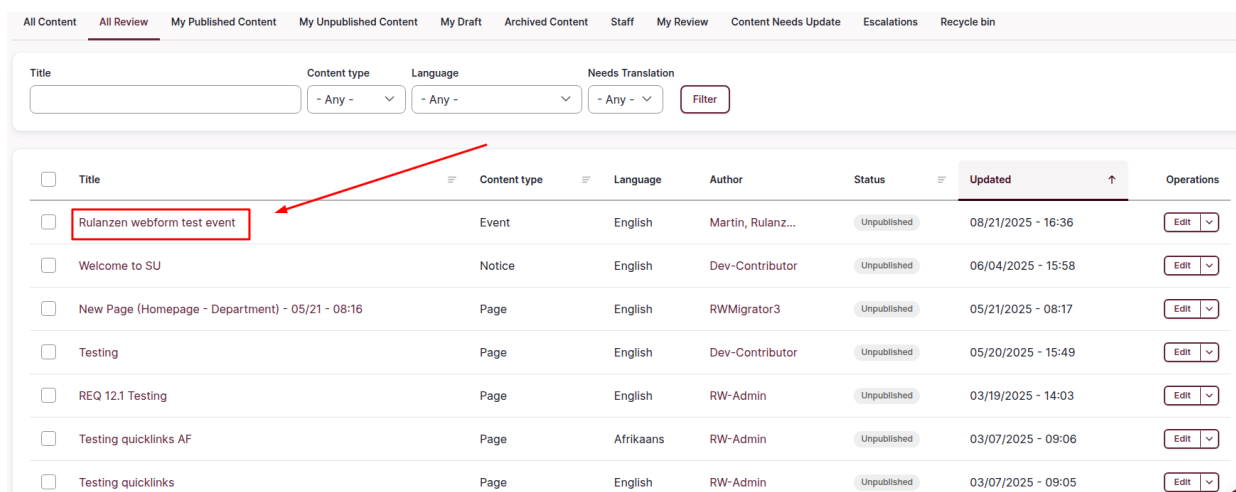 All Content All Review My Published Content My Unpublished Content My Draft Archived Content Staff My Review Content Needs Update Escalations Recycle bin
Title Content type Language Needs Translation
- Any - - Any - - Any - Filter
Title Content type Language Author Status Updated Operations
Rulanzen webform test event Event English Martin, Rulanz... Unpublished 08/21/2025 - 16:36 Edit
Welcome to SU Notice English Dev-Contributor Unpublished 06/04/2025 - 15:58 Edit
New Page (Homepage - Department) - 05/21 - 08:16 Page English RWMigrator3 Unpublished 05/21/2025 - 08:17 Edit
Testing Page English Dev-Contributor Unpublished 05/20/2025 - 15:49 Edit
REQ 12.1 Testing Page English RW-Admin Unpublished 03/19/2025 - 14:03 Edit
Testing quicklinks AF Page Afrikaans RW-Admin Unpublished 03/07/2025 - 09:06 Edit
Testing quicklinks Page English RW-Admin Unpublished 03/07/2025 - 09:05 Edit